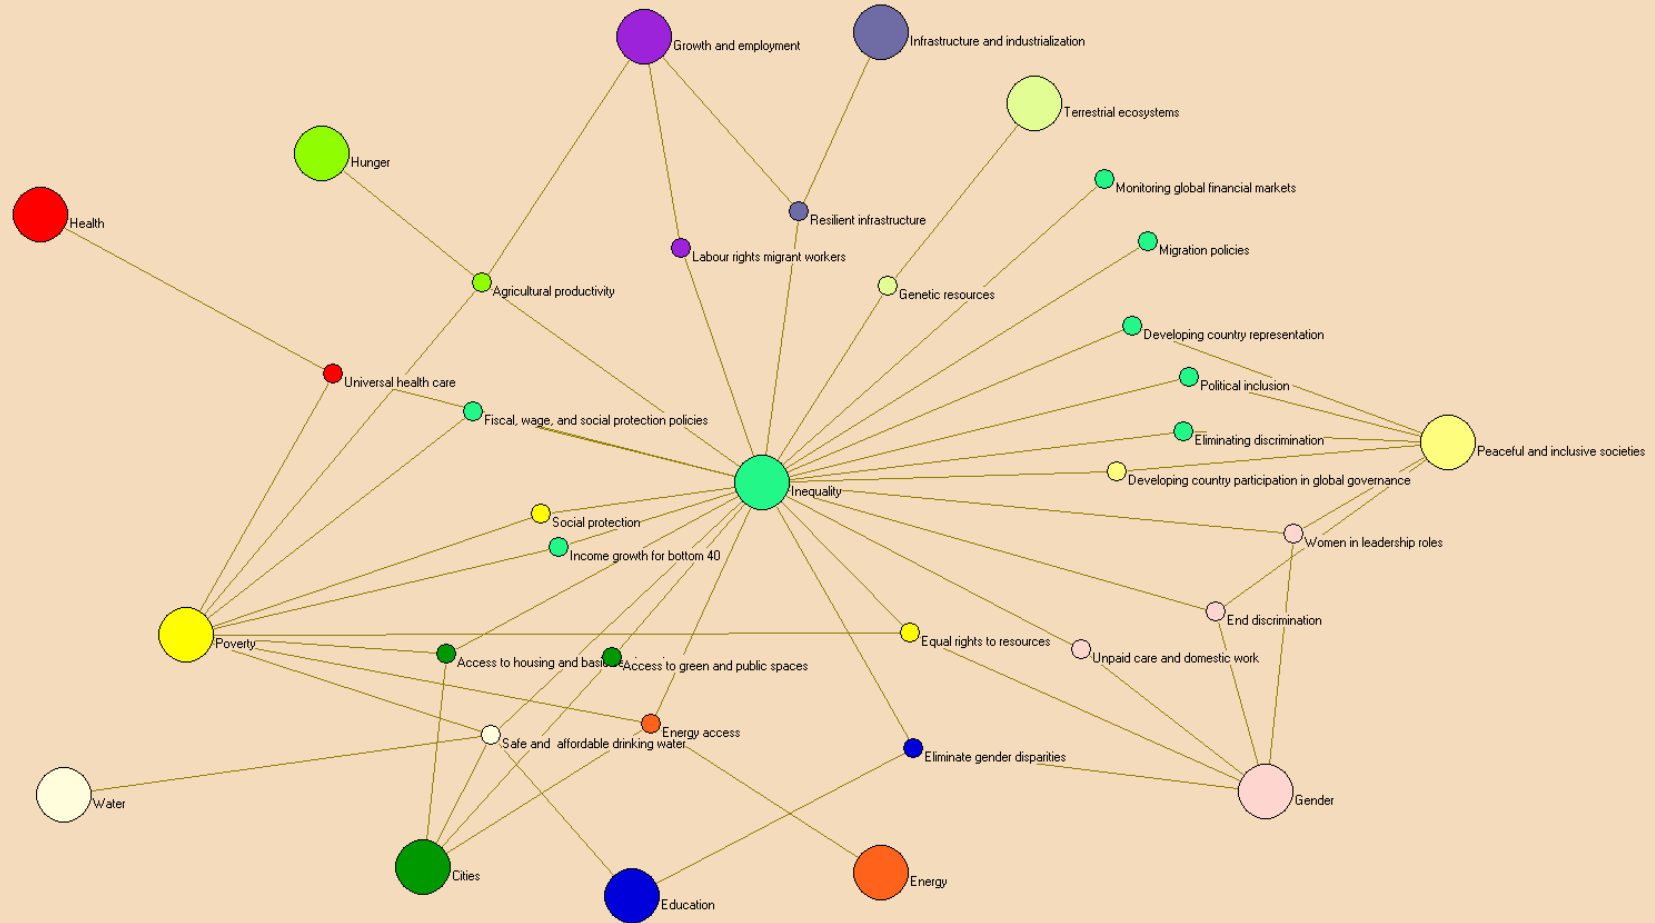 Growth and employment
Infrastructure and industrialization
Terrestrial ecosystems
Hunger
Monitoring global financial markets
Health
Resilient infrastructure
Migration policies
Labour rights migrant workers
Agricultural productivity
Genetic resources
Developing country representation
Universal health care
Political inclusion
Fiscal, wage, and social protection policies
Eliminating discrimination
Peaceful and inclusive societies
Developing country participation in global governance
Inequality
Social protection
Women in leadership roles
Income growth for bottom 40
End discrimination
Poverty
Equal rights to resources
Unpaid care and domestic work
Access to housing and
Access to green and public spaces
Energy access
Safe and  affordable drinking water
Eliminate gender disparities
Water
Gender
Cities
Energy
Education